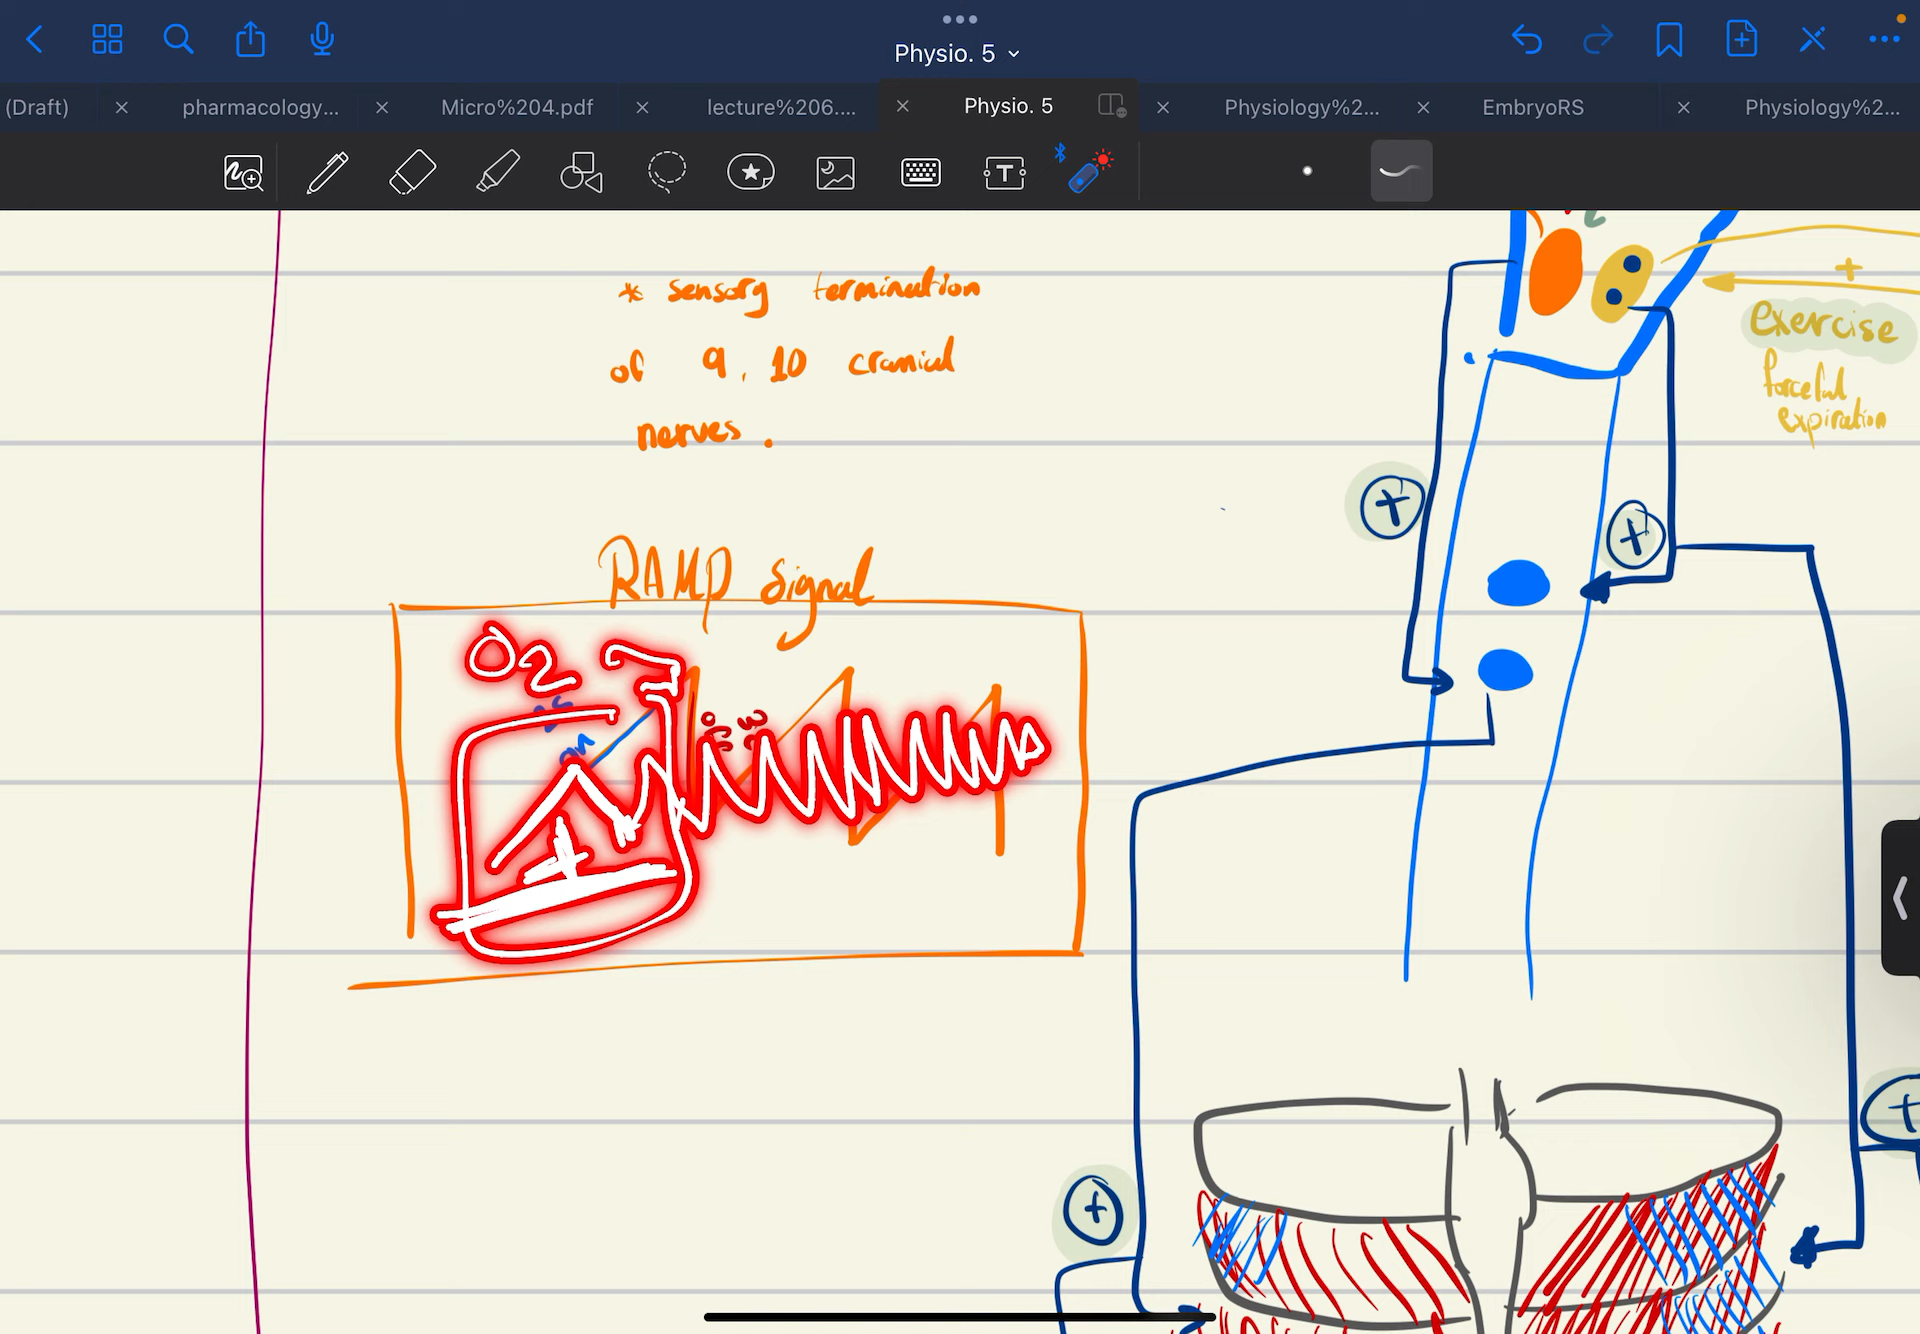 Physio. 5
(Draft)
pharmacology...
Micro%204.pdf
lecture%206....
Physio. 5
Physiology%2...
EmbryoRS
Physiology%2...
* sensory termination
of 9, 10 cranial
nerves.
+
exercise
forceful
expiration
+
+
RAMP signal
O2
+
+